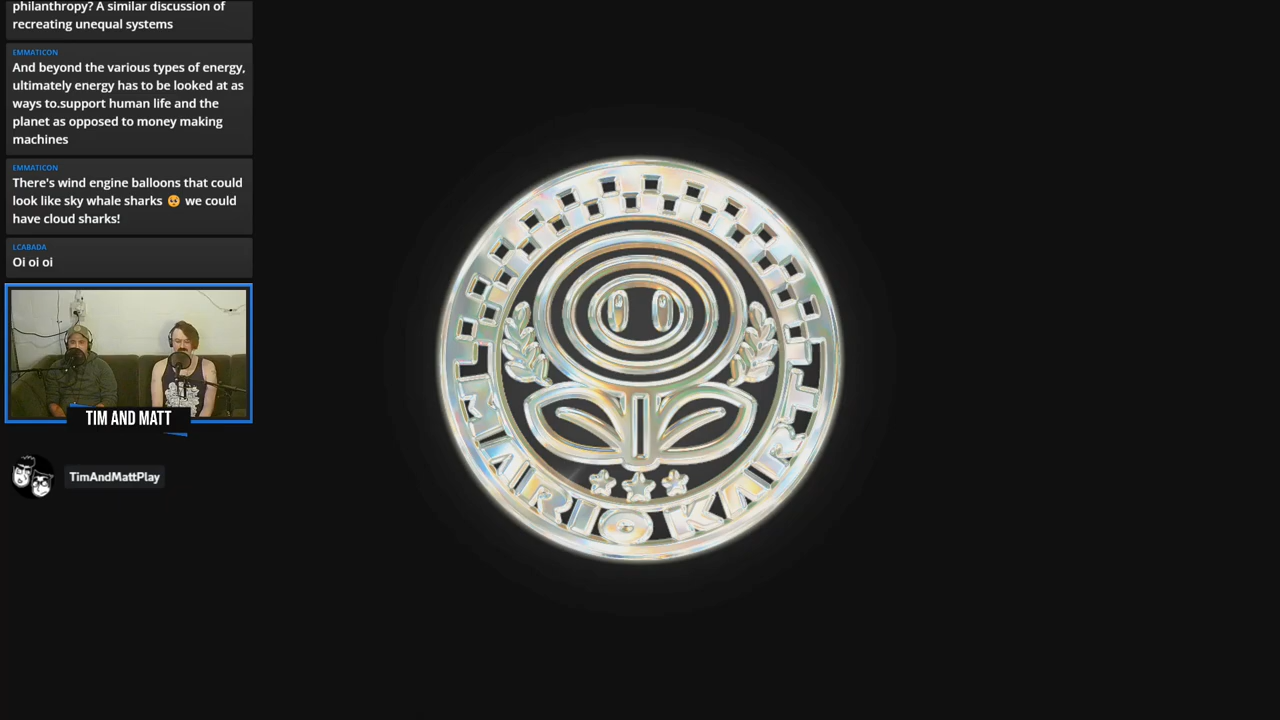 philanthropy? A similar discussion of
recreating unequal systems
EMMATICON
And beyond the various types of energy,
ultimately energy has to be looked at as
ways to.support human life and the
planet as opposed to money making
machines
EMMATICON
There's wind engine balloons that could
look like sky whale sharks 🥺 we could
have cloud sharks!
LCABADA
Oi oi oi
TIM AND MATT
TimAndMattPlay
MARIO KART